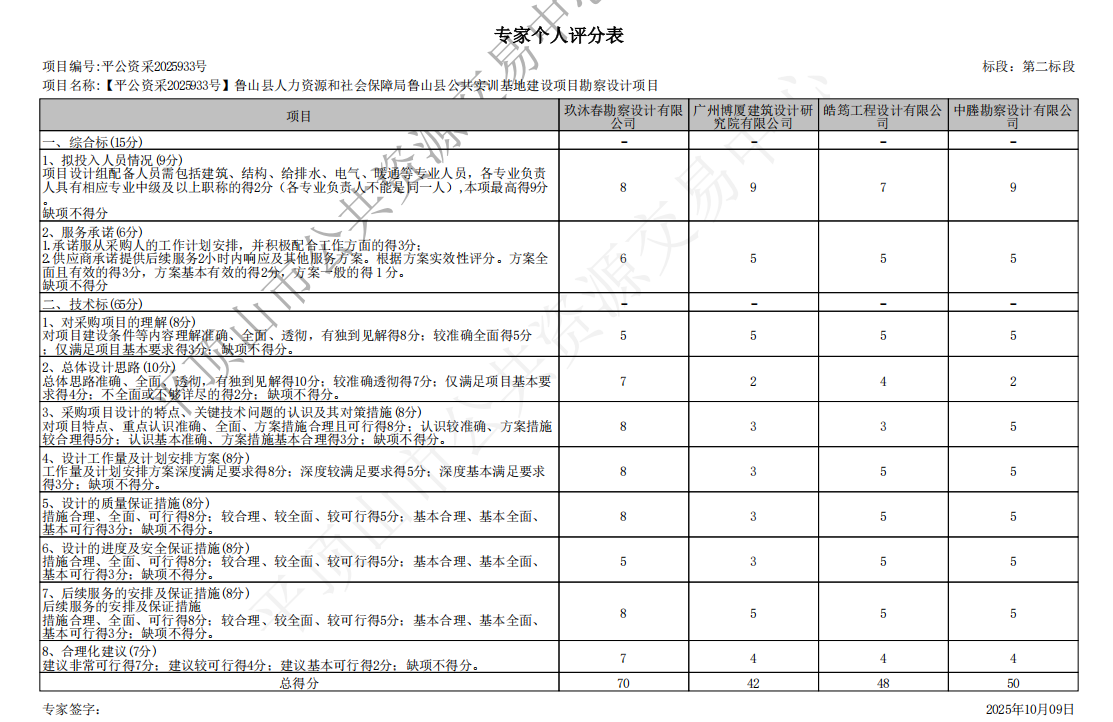 专家个人评分表
项目编号:平公资采2025933号
标段: 第二标段
项目名称:【平公资采2025933号】鲁山县人力资源和社会保障局鲁山县公共实训基地建设项目勘察设计项目
项目
玖沐春勘察设计有限公司
广州博厦建筑设计研究院有限公司
皓筠工程设计有限公司
中塍勘察设计有限公司
一、综合标(15分) - - - -
1、拟投入人员情况(9分)
项目设计组配备人员需包括建筑、结构、给排水、电气、暖通等专业人员，各专业负责
人具有相应专业中级及以上职称的得2分（各专业负责人不能是同一人）,本项最高得9分
。
缺项不得分
8 9 7 9
2、服务承诺(6分)
1.承诺服从采购人的工作计划安排，并积极配合工作方面的得3分；
2.供应商承诺提供后续服务2小时内响应及其他服务方案。根据方案实效性评分。方案全
面且有效的得3分，方案基本有效的得2分，方案一般的得１分。
缺项不得分
6 5 5 5
二、技术标(65分) - - - -
1、对采购项目的理解(8分)
对项目建设条件等内容理解准确、全面、透彻，有独到见解得8分；较准确全面得5分
；仅满足项目基本要求得3分；缺项不得分。
5 5 5 5
2、总体设计思路(10分)
总体思路准确、全面、透彻，有独到见解得10分；较准确透彻得7分；仅满足项目基本要
求得4分；不全面或不够详尽的得2分；缺项不得分。
7 2 4 2
3、采购项目设计的特点、关键技术问题的认识及其对策措施(8分)
对项目特点、重点认识准确、全面、方案措施合理且可行得8分；认识较准确、方案措施
较合理得5分；认识基本准确、方案措施基本合理得3分；缺项不得分。
8 3 3 5
4、设计工作量及计划安排方案(8分)
工作量及计划安排方案深度满足要求得8分；深度较满足要求得5分；深度基本满足要求
得3分；缺项不得分。
8 3 5 5
5、设计的质量保证措施(8分)
措施合理、全面、可行得8分；较合理、较全面、较可行得5分；基本合理、基本全面、
基本可行得3分；缺项不得分。
8 3 5 5
6、设计的进度及安全保证措施(8分)
措施合理、全面、可行得8分；较合理、较全面、较可行得5分；基本合理、基本全面、
基本可行得3分；缺项不得分。
5 3 5 5
7、后续服务的安排及保证措施(8分)
后续服务的安排及保证措施
措施合理、全面、可行得8分；较合理、较全面、较可行得5分；基本合理、基本全面、
基本可行得3分；缺项不得分。
8 5 5 5
8、合理化建议(7分)
建议非常可行得7分；建议较可行得4分；建议基本可行得2分；缺项不得分。
7 4 4 4
总得分 70 42 48 50
专家签字:
2025年10月09日
平顶山市公共资源交易中心
平顶山市公共资源交易中心